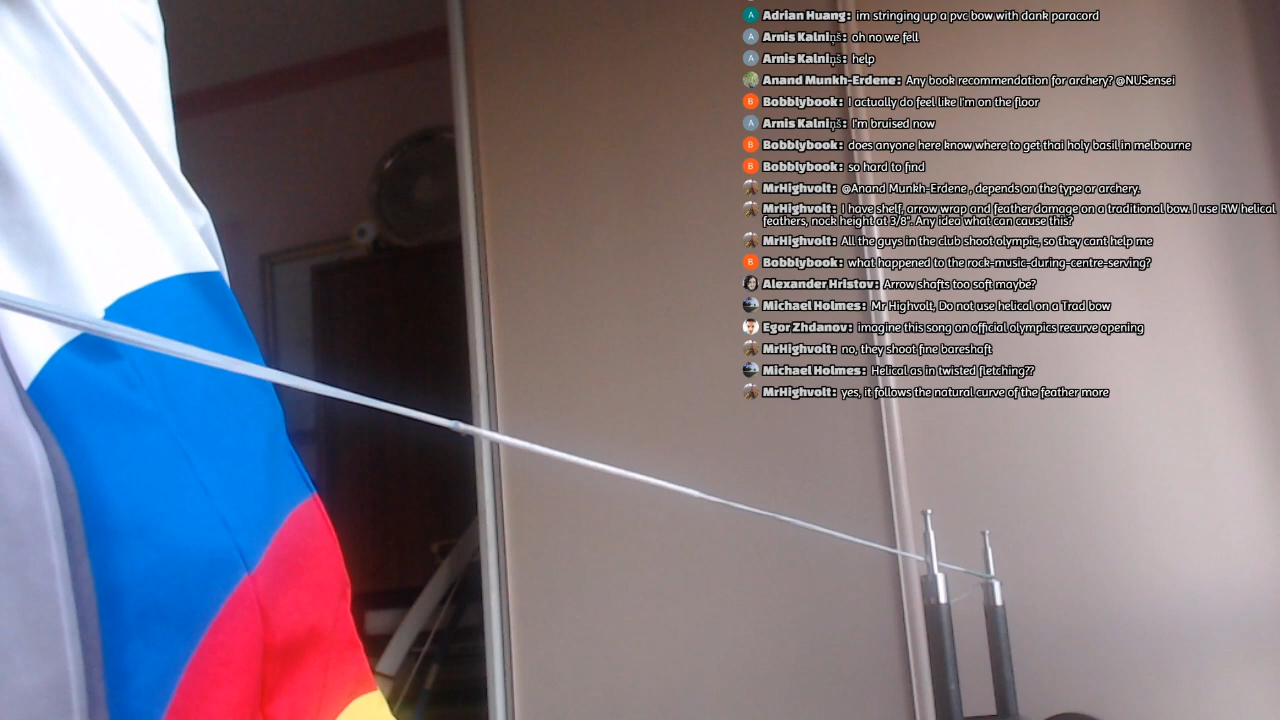 A Adrian Huang: im stringing up a pvc bow with dank paracord
A Arnis Kalniņš: oh no we fell
A Arnis Kalniņš: help
Anand Munkh-Erdene: Any book recommendation for archery? @NUSensei
B Bobblybook: I actually do feel like I'm on the floor
A Arnis Kalniņš: I'm bruised now
B Bobblybook: does anyone here know where to get thai holy basil in melbourne
B Bobblybook: so hard to find
MrHighvolt: @Anand Munkh-Erdene , depends on the type or archery.
MrHighvolt: I have shelf, arrow wrap and feather damage on a traditional bow. I use RW helical
feathers, nock height at 3/8". Any idea what can cause this?
MrHighvolt: All the guys in the club shoot olympic, so they cant help me
B Bobblybook: what happened to the rock-music-during-centre-serving?
Alexander Hristov: Arrow shafts too soft maybe?
Michael Holmes: Mr Highvolt, Do not use helical on a Trad bow
Egor Zhdanov: imagine this song on official olympics recurve opening
MrHighvolt: no, they shoot fine bareshaft
Michael Holmes: Helical as in twisted fletching??
MrHighvolt: yes, it follows the natural curve of the feather more